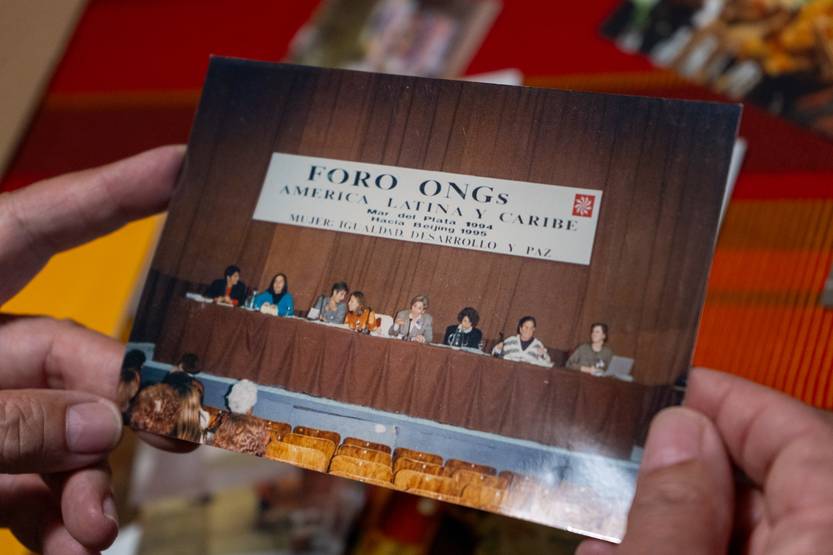 FORO ONGs
AMERICA LATINA Y CARIBE
Mar del Plata 1994
Hacia Beijing 1995
MUJER: IGUALDAD, DESARROLLO Y PAZ